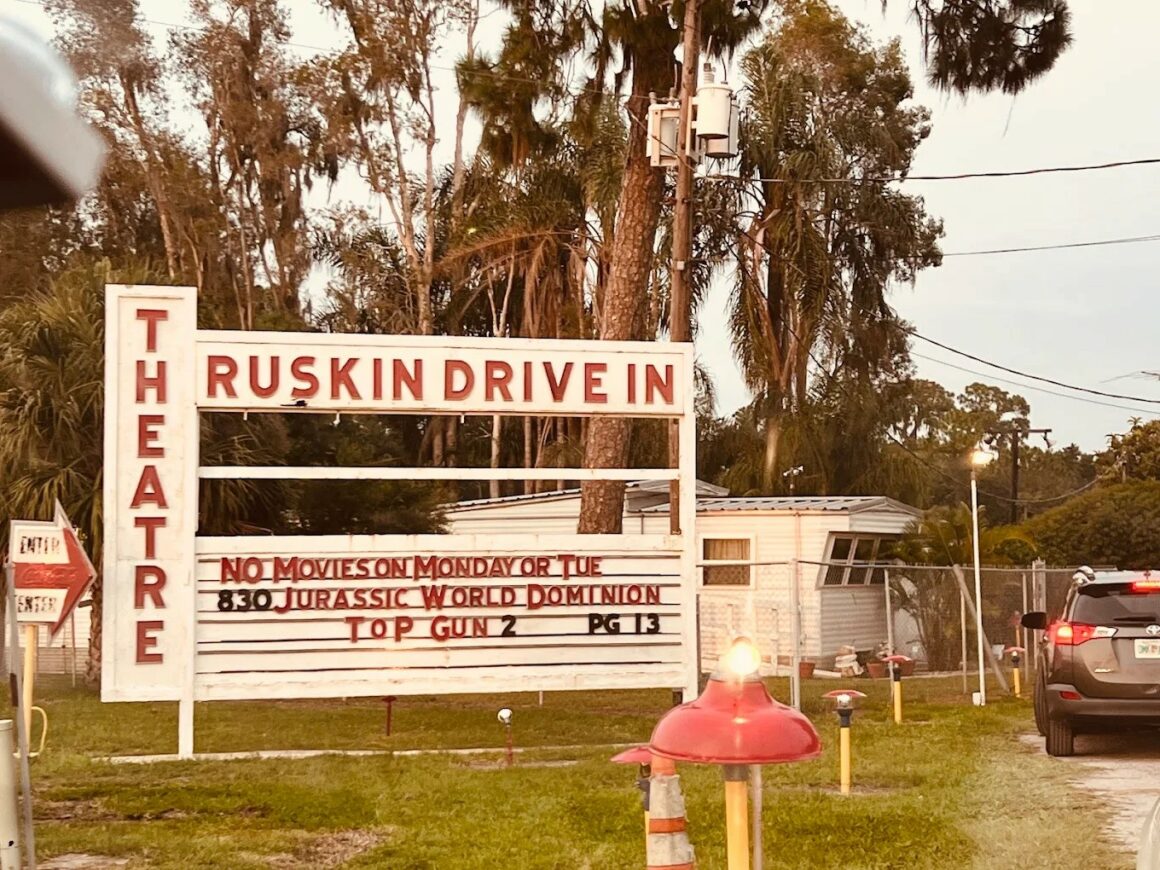 THEATRE
RUSKIN DRIVE IN
NO MOVIES ON MONDAY OR TUE
830 JURASSIC WORLD DOMINION
TOP GUN 2 PG 13
ENTER
ENTER